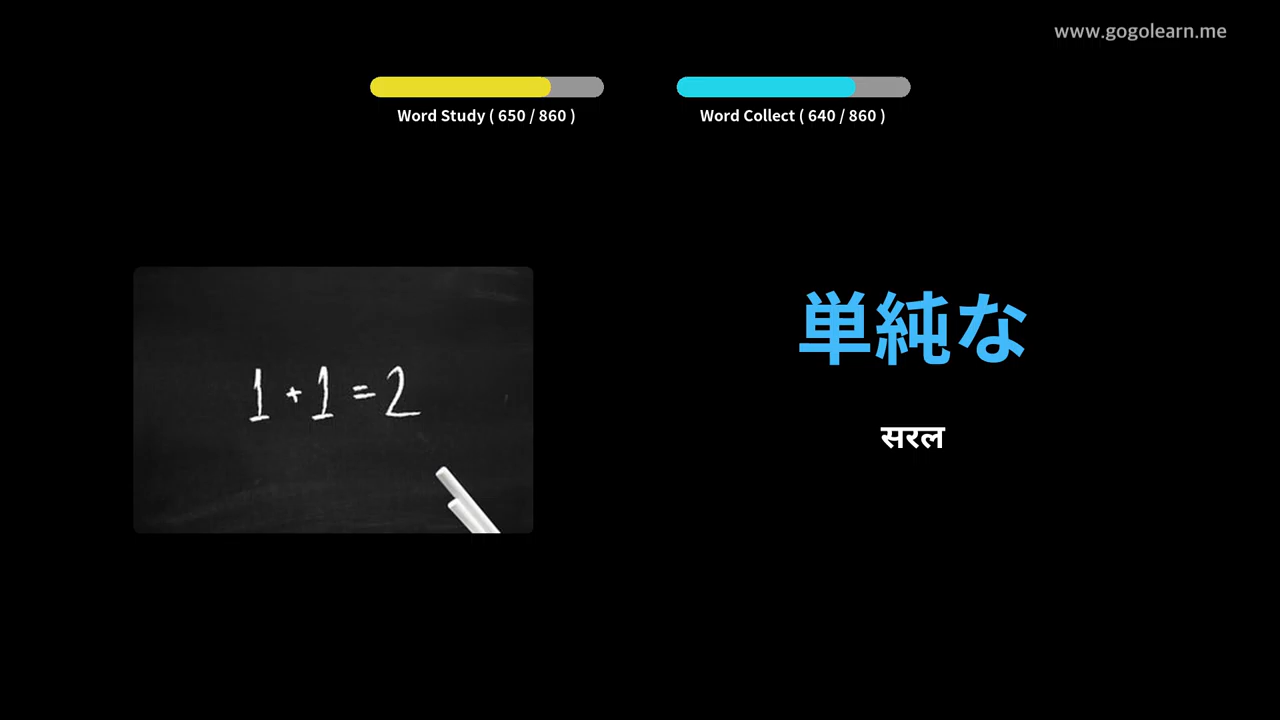 www.gogolearn.me
Word Study ( 650 / 860 )
Word Collect ( 640 / 860 )
1 + 1 = 2
単純な
सरल